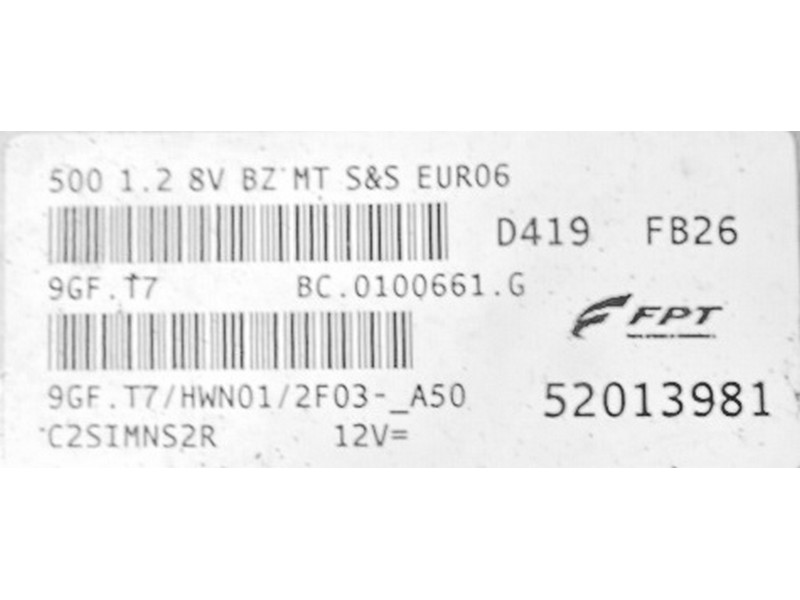 500 1.2 8V BZ MT S&S EURO6
D419 FB26
9GF.T7 BC.0100661.G
FPT
9GF.T7/HWN01/2F03-_A50
52013981
C2SIMNS2R 12V=